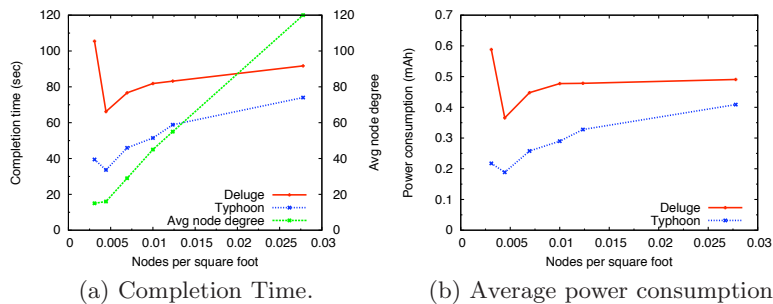 120
100
80
60
40
20
0
Completion time (sec)
0 0.005 0.01 0.015 0.02 0.025 0.03
Nodes per square foot
120
100
80
60
40
20
0
Avg node degree
Deluge
Typhoon
Avg node degree
(a) Completion Time.
0.7
0.6
0.5
0.4
0.3
0.2
0.1
0
Power consumption (mAh)
0 0.005 0.01 0.015 0.02 0.025 0.03
Nodes per square foot
Deluge
Typhoon
(b) Average power consumption